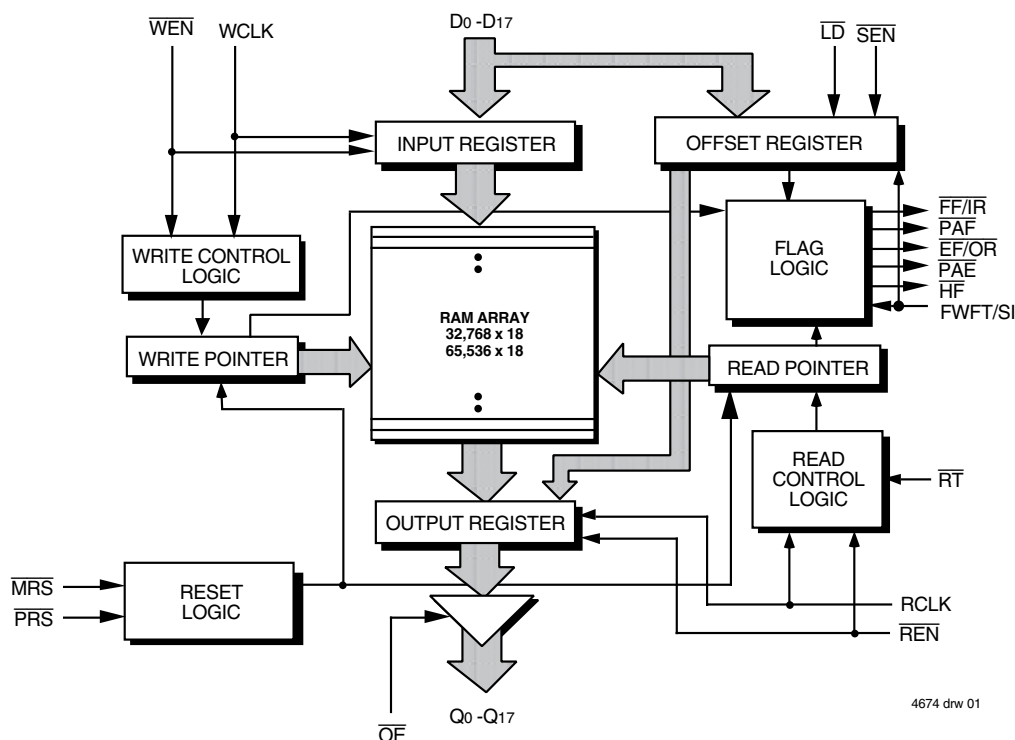 WEN
WCLK
D0 -D17
LD
SEN
INPUT REGISTER
OFFSET REGISTER
WRITE CONTROL
LOGIC
FLAG
LOGIC
FF/IR
PAF
EF/OR
PAE
HF
FWFT/SI
RAM ARRAY
32,768 x 18
65,536 x 18
WRITE POINTER
READ POINTER
READ
CONTROL
LOGIC
RT
OUTPUT REGISTER
MRS
PRS
RESET
LOGIC
RCLK
REN
OE
Q0 -Q17
4674 drw 01